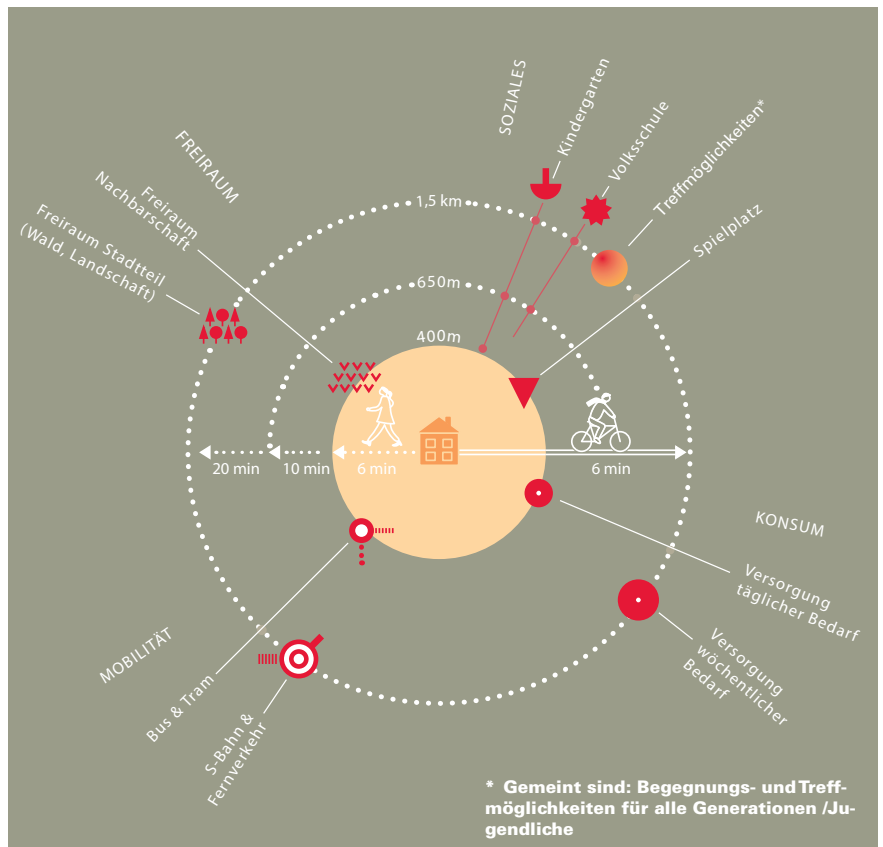 SOZIALES
Kindergarten
Volksschule
Treffmöglichkeiten*
Spielplatz
FREIRAUM
Freiraum
Nachbarschaft
Freiraum Stadtteil
(Wald, Landschaft)
1,5 km
650m
400m
20 min
10 min
6 min
6 min
KONSUM
Versorgung
täglicher Bedarf
Versorgung
wöchentlicher
Bedarf
MOBILITÄT
Bus & Tram
S-Bahn &
Fernverkehr
* Gemeint sind: Begegnungs- und Treff-
möglichkeiten für alle Generationen /Ju-
gendliche